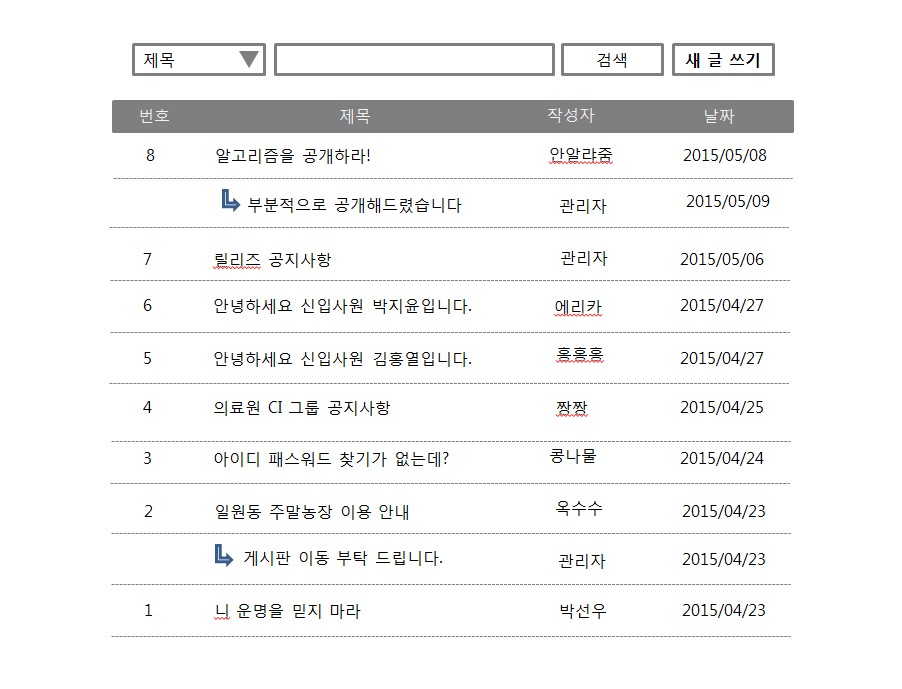 제목 검색 새 글 쓰기
번호 제목 작성자 날짜
8 알고리즘을 공개하라! 안알랴줌 2015/05/08
부분적으로 공개해드렸습니다 관리자 2015/05/09
7 릴리즈 공지사항 관리자 2015/05/06
6 안녕하세요 신입사원 박지윤입니다. 에리카 2015/04/27
5 안녕하세요 신입사원 김홍열입니다. 홍홍홍 2015/04/27
4 의료원 CI 그룹 공지사항 짱짱 2015/04/25
3 아이디 패스워드 찾기가 없는데? 콩나물 2015/04/24
2 일원동 주말농장 이용 안내 옥수수 2015/04/23
게시판 이동 부탁 드립니다. 관리자 2015/04/23
1 니 운명을 믿지 마라 박선우 2015/04/23